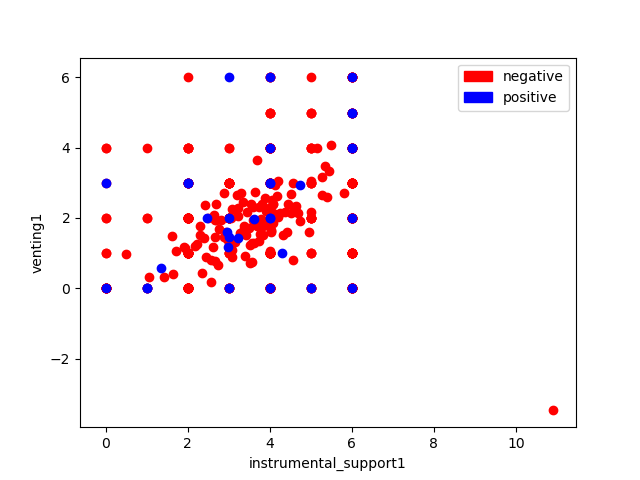 negative
positive
6
4
2
0
−2
venting1
0 2 4 6 8 10
instrumental_support1